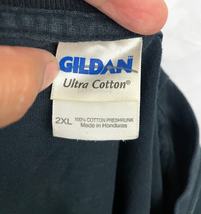 GILDAN
Ultra Cotton®
2XL 100% COTTON PRESHRUNK
Made in Honduras